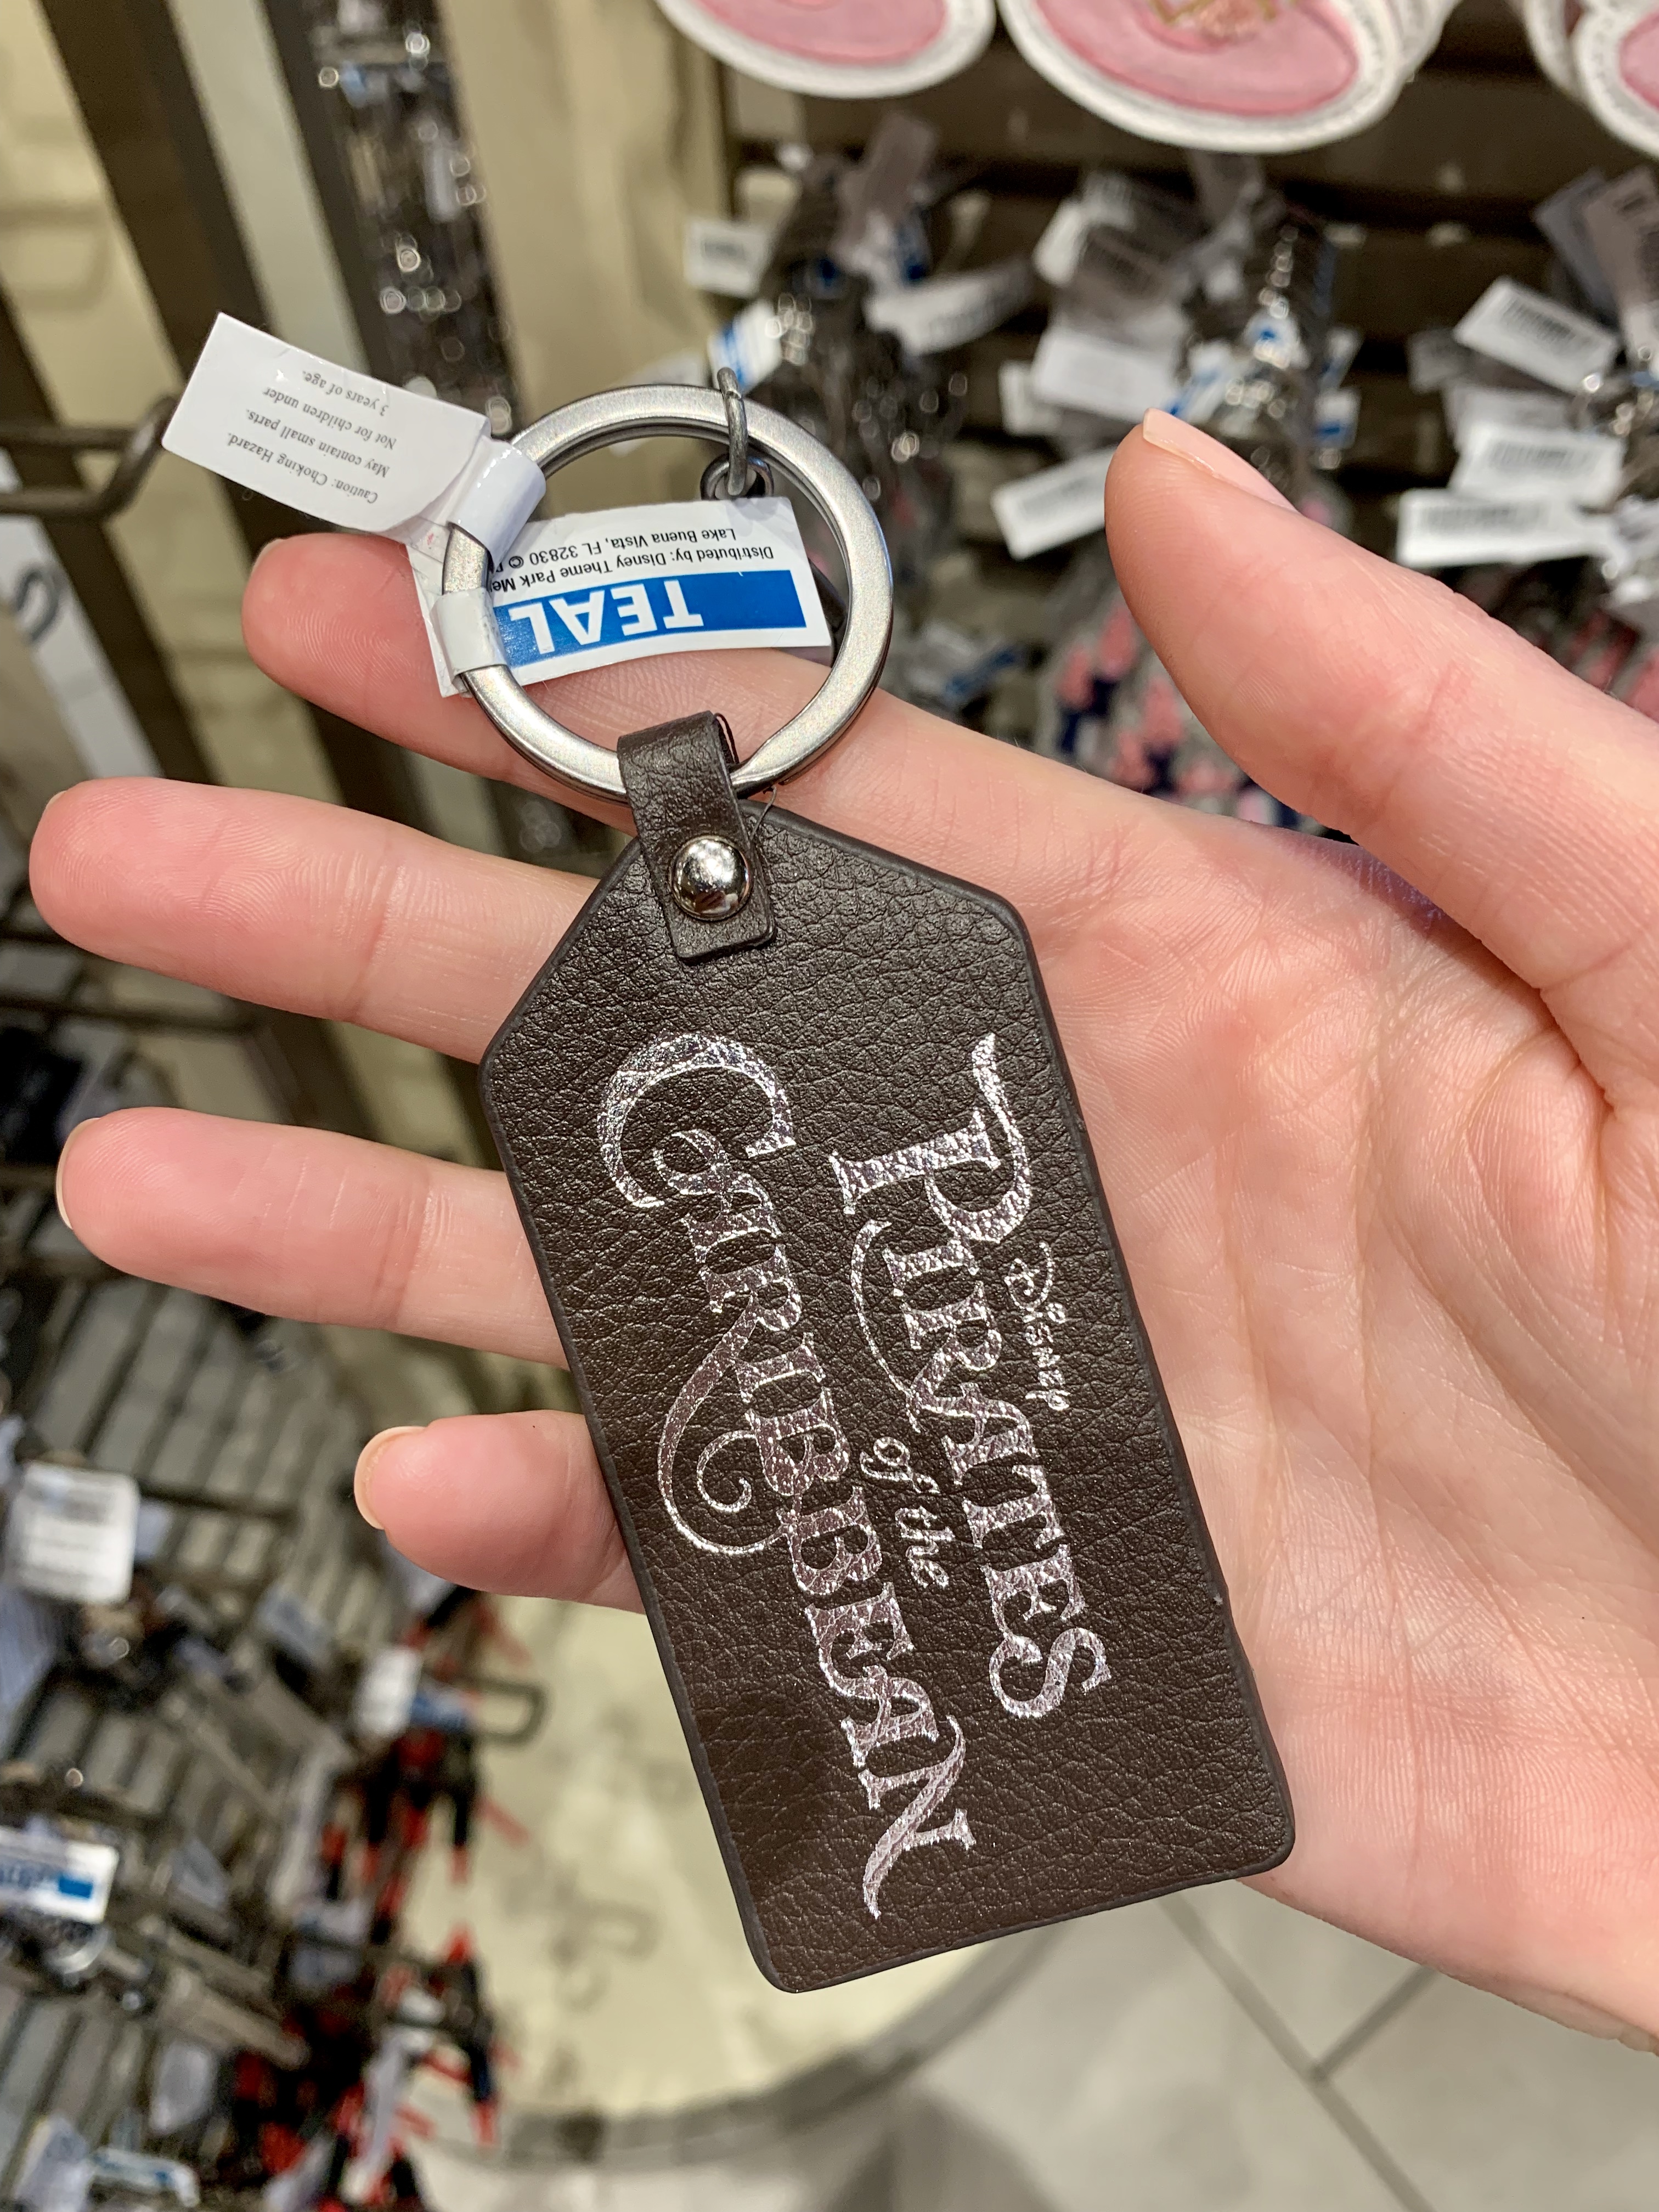 Disney
PIRATES
of the
CARIBBEAN
TEAL
Distributed by: Disney Theme Park
Lake Buena Vista, FL 32830 ©
Caution: Choking Hazard.
May contain small parts.
Not for children under
3 years of age.